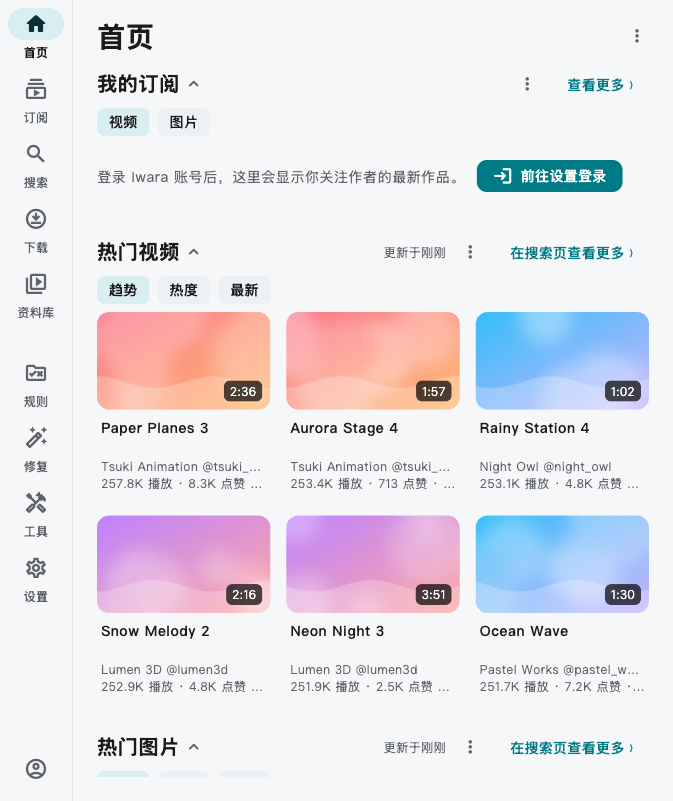 首页
首页
订阅
搜索
下载
资料库
规则
修复
工具
设置
我的订阅
查看更多
视频 图片
登录 Iwara 账号后，这里会显示你关注作者的最新作品。
前往设置登录
热门视频
更新于刚刚
在搜索页查看更多
趋势 热度 最新
2:36 1:57 1:02
Paper Planes 3
Tsuki Animation @tsuki_...
257.8K 播放 · 8.3K 点赞 ...
Aurora Stage 4
Tsuki Animation @tsuki_...
253.4K 播放 · 713 点赞 · ...
Rainy Station 4
Night Owl @night_owl
253.1K 播放 · 4.8K 点赞 ...
2:16 3:51 1:30
Snow Melody 2
Lumen 3D @lumen3d
252.9K 播放 · 4.8K 点赞 ...
Neon Night 3
Lumen 3D @lumen3d
251.9K 播放 · 2.5K 点赞 ...
Ocean Wave
Pastel Works @pastel_w...
251.7K 播放 · 7.2K 点赞 ·...
热门图片
更新于刚刚
在搜索页查看更多